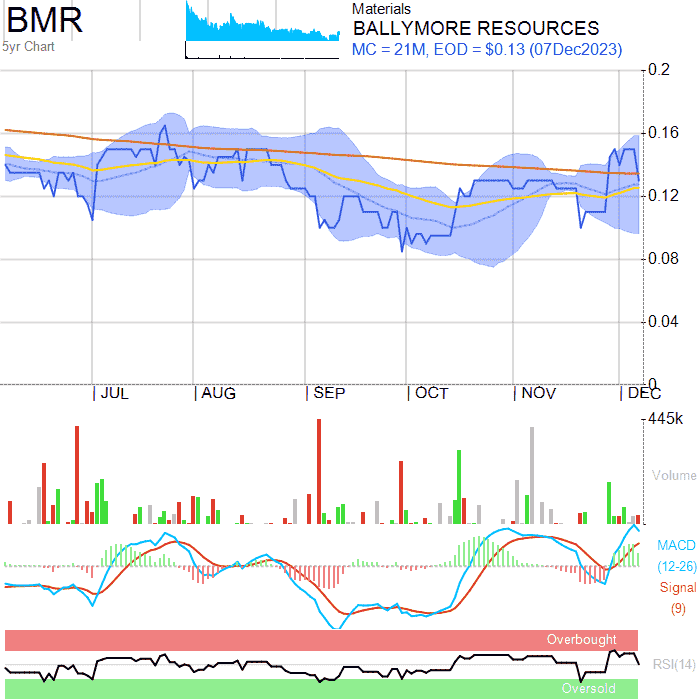 BMR
5yr Chart
Materials
BALLYMORE RESOURCES
MC = 21M, EOD = $0.13 (07Dec2023)
0.2
0.16
0.12
0.08
0.04
0
JUL AUG SEP OCT NOV DEC
445k
Volume
MACD
(12-26)
Signal
(9)
Overbought
RSI(14)
Oversold